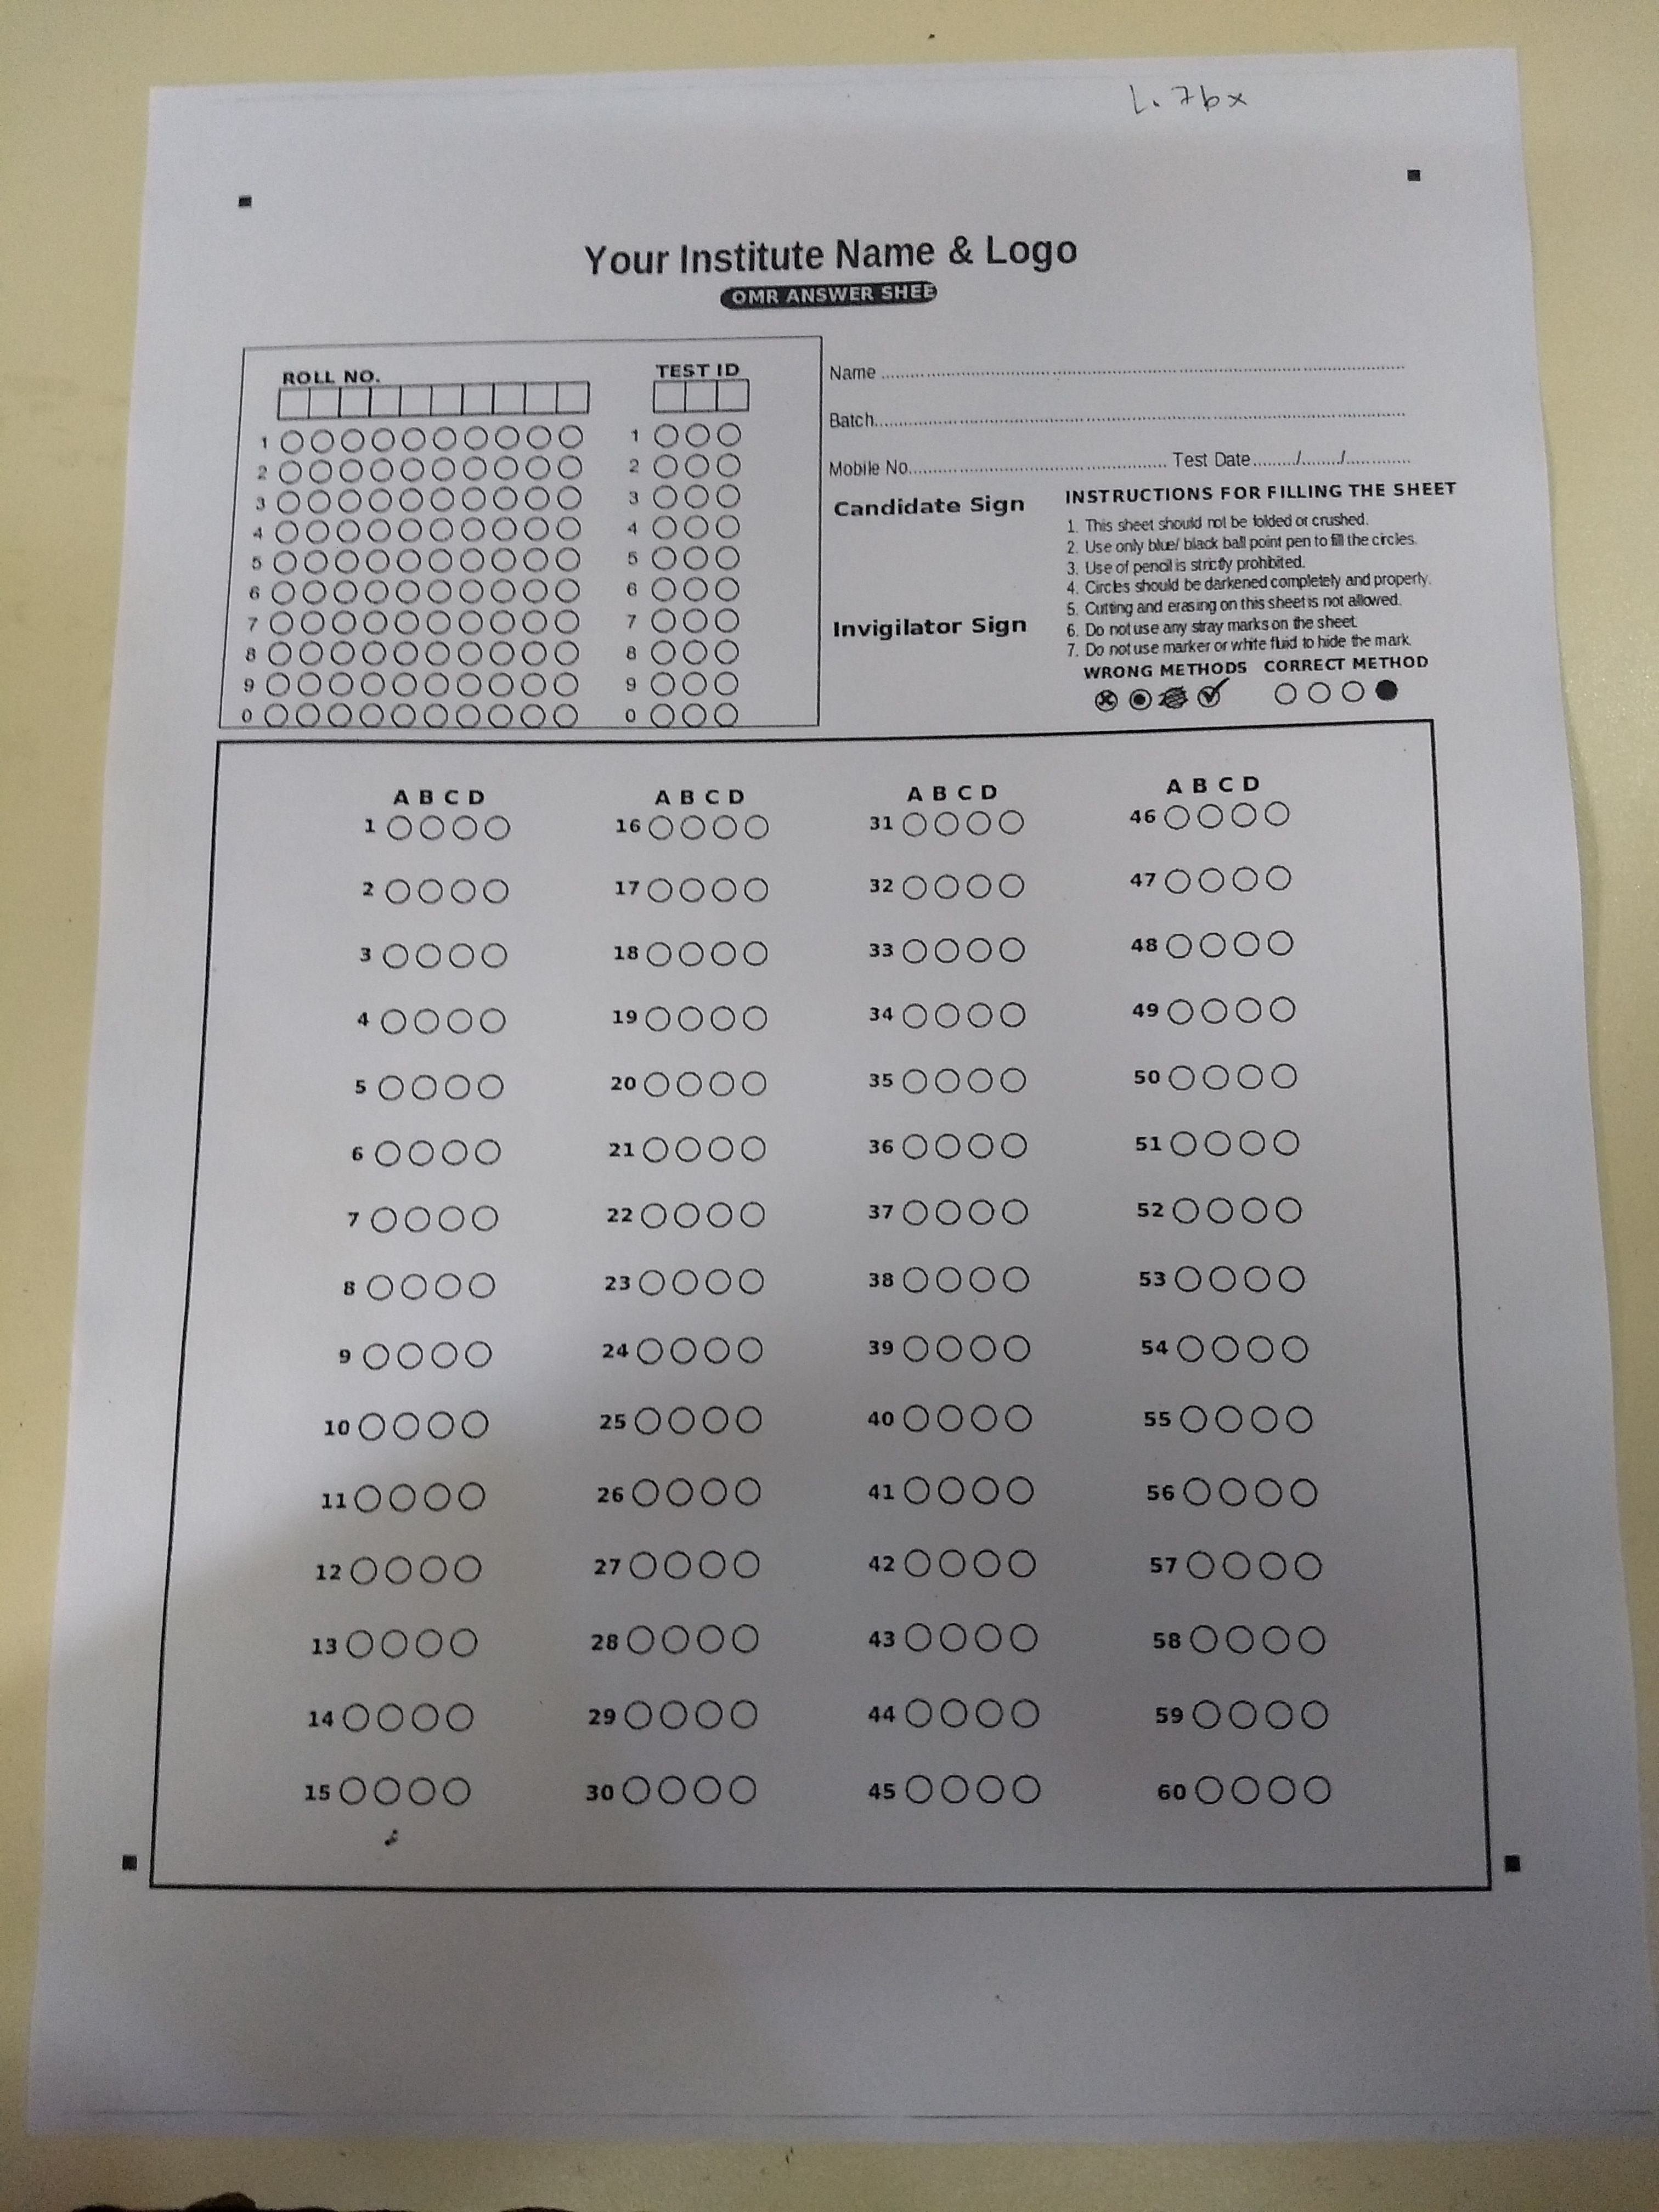 1.76x
Your Institute Name & Logo
OMR ANSWER SHEE
ROLL NO.
TEST ID
1 1
2 2
3 3
4 4
5 5
6 6
7 7
8 8
9 9
0 0
Name
Batch
Mobile No. Test Date / /
Candidate Sign
Invigilator Sign
INSTRUCTIONS FOR FILLING THE SHEET
1. This sheet should not be folded or crushed.
2. Use only blue/ black ball point pen to fill the circles.
3. Use of pencil is strictly prohibited.
4. Circles should be darkened completely and properly.
5. Cutting and erasing on this sheet is not allowed.
6. Do not use any stray marks on the sheet.
7. Do not use marker or white fluid to hide the mark.
WRONG METHODS CORRECT METHOD
A B C D A B C D A B C D A B C D
1 16 31 46
2 17 32 47
3 18 33 48
4 19 34 49
5 20 35 50
6 21 36 51
7 22 37 52
8 23 38 53
9 24 39 54
10 25 40 55
11 26 41 56
12 27 42 57
13 28 43 58
14 29 44 59
15 30 45 60